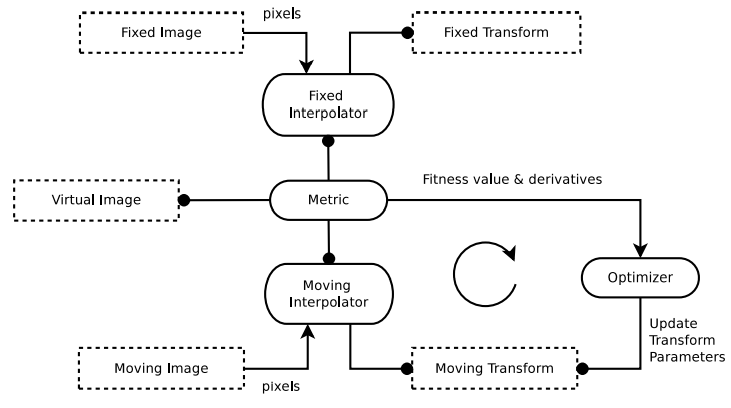 pixels
Fixed Image
Fixed Transform
Fixed
Interpolator
Fitness value & derivatives
Virtual Image
Metric
Optimizer
Moving
Interpolator
Update
Transform
Parameters
Moving Image
Moving Transform
pixels